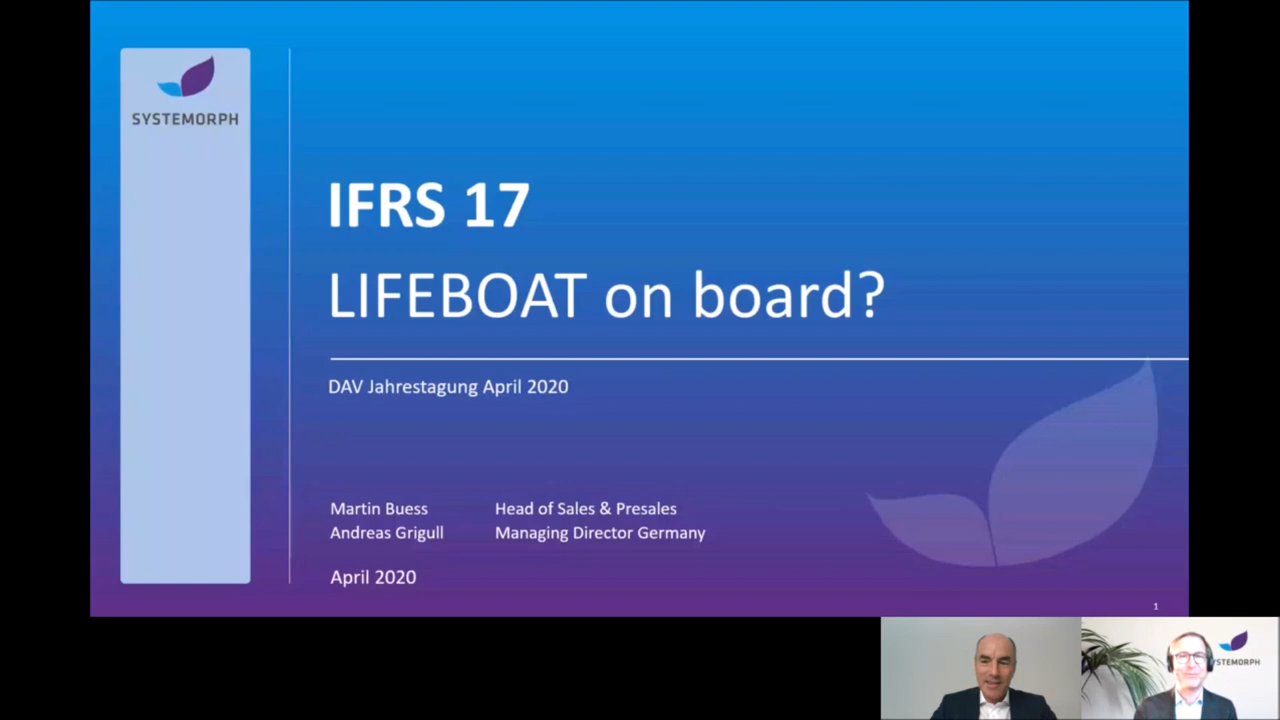 SYSTEMORPH
IFRS 17
LIFEBOAT on board?
DAV Jahrestagung April 2020
Martin Buess Head of Sales & Presales
Andreas Grigull Managing Director Germany
April 2020
1
YSTEMORPH